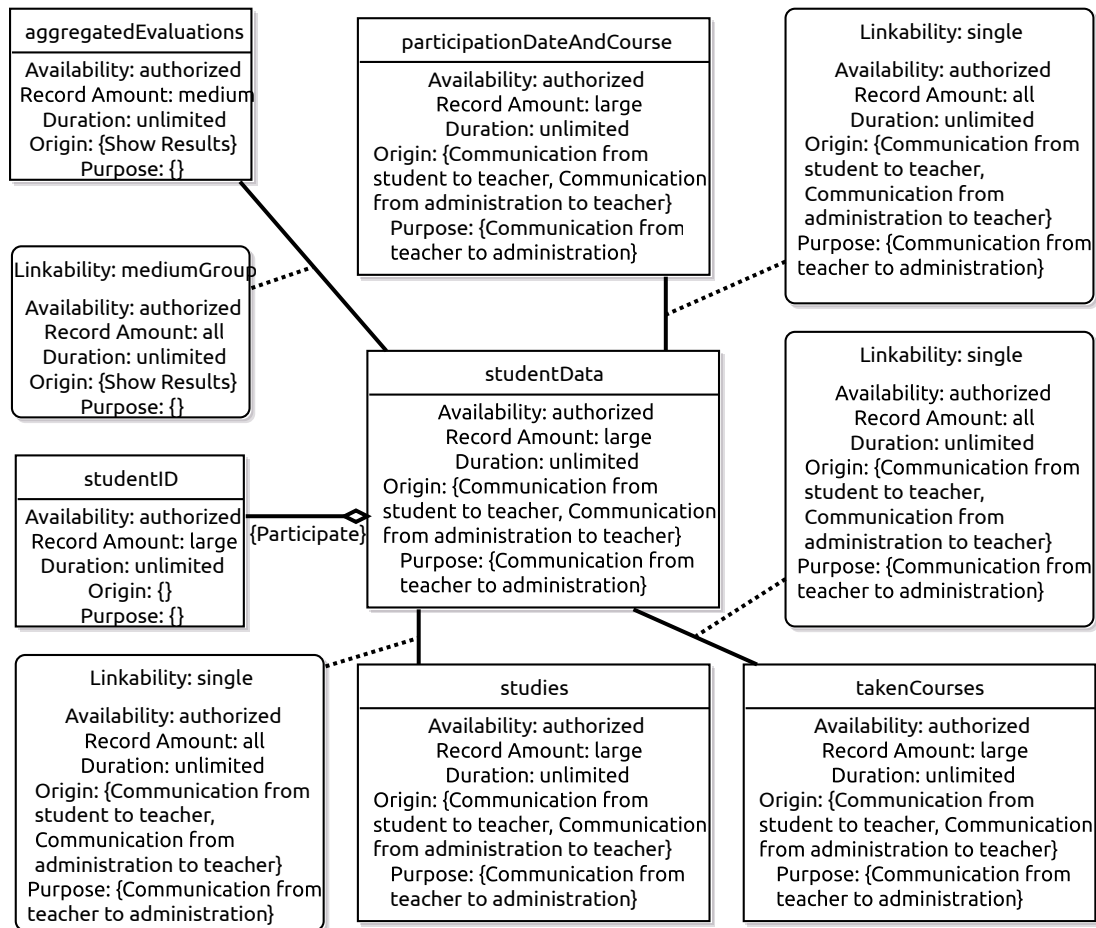 aggregatedEvaluations
Availability: authorized
Record Amount: medium
Duration: unlimited
Origin: {Show Results}
Purpose: {}
participationDateAndCourse
Availability: authorized
Record Amount: large
Duration: unlimited
Origin: {Communication from
student to teacher, Communication
from administration to teacher}
Purpose: {Communication from
teacher to administration}
Linkability: single
Availability: authorized
Record Amount: all
Duration: unlimited
Origin: {Communication from
student to teacher,
Communication from
administration to teacher}
Purpose: {Communication from
teacher to administration}
Linkability: mediumGroup
Availability: authorized
Record Amount: all
Duration: unlimited
Origin: {Show Results}
Purpose: {}
studentData
Availability: authorized
Record Amount: large
Duration: unlimited
Origin: {Communication from
student to teacher, Communication
from administration to teacher}
Purpose: {Communication from
teacher to administration}
Linkability: single
Availability: authorized
Record Amount: all
Duration: unlimited
Origin: {Communication from
student to teacher,
Communication from
administration to teacher}
Purpose: {Communication from
teacher to administration}
studentID
Availability: authorized
Record Amount: large
Duration: unlimited
Origin: {}
Purpose: {}
{Participate}
Linkability: single
Availability: authorized
Record Amount: all
Duration: unlimited
Origin: {Communication from
student to teacher,
Communication from
administration to teacher}
Purpose: {Communication from
teacher to administration}
studies
Availability: authorized
Record Amount: large
Duration: unlimited
Origin: {Communication from
student to teacher, Communication
from administration to teacher}
Purpose: {Communication from
teacher to administration}
takenCourses
Availability: authorized
Record Amount: large
Duration: unlimited
Origin: {Communication from
student to teacher, Communication
from administration to teacher}
Purpose: {Communication from
teacher to administration}